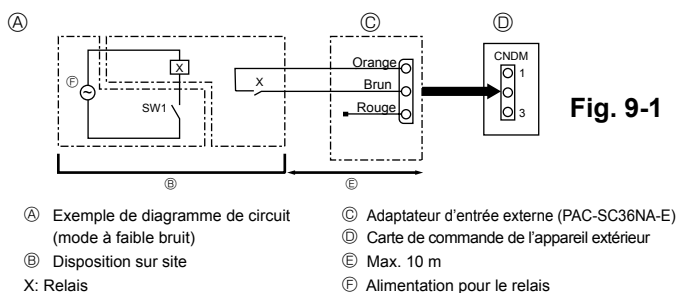 Ⓐ
Ⓒ
Ⓓ
CNDM
Orange
1
X
Ⓕ
X
Brun
SW1
Rouge
3
Fig. 9-1
Ⓑ
Ⓔ
Ⓐ Exemple de diagramme de circuit
(mode à faible bruit)
Ⓑ Disposition sur site
X: Relais
Ⓒ Adaptateur d’entrée externe (PAC-SC36NA-E)
Ⓓ Carte de commande de l’appareil extérieur
Ⓔ Max. 10 m
Ⓕ Alimentation pour le relais